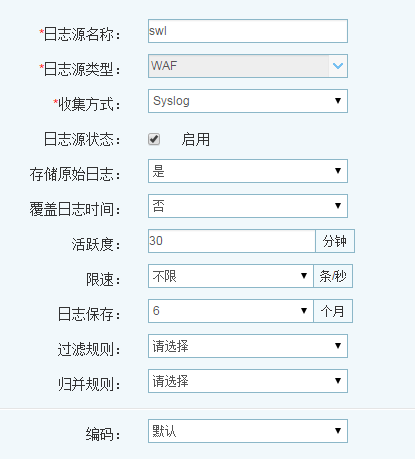 *日志源名称： swl
*日志源类型： WAF
*收集方式： Syslog
日志源状态： 启用
存储原始日志： 是
覆盖日志时间： 否
活跃度： 30 分钟
限速： 不限 条/秒
日志保存： 6 个月
过滤规则： 请选择
归并规则： 请选择
编码： 默认